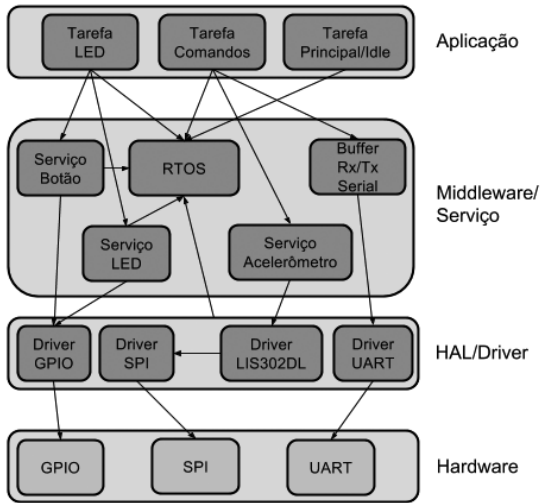 Tarefa
LED
Tarefa
Comandos
Tarefa
Principal/Idle
Aplicação
Serviço
Botão
RTOS
Buffer
Rx/Tx
Serial
Serviço
LED
Serviço
Acelerômetro
Middleware/
Serviço
Driver
GPIO
Driver
SPI
Driver
LIS302DL
Driver
UART
HAL/Driver
GPIO
SPI
UART
Hardware